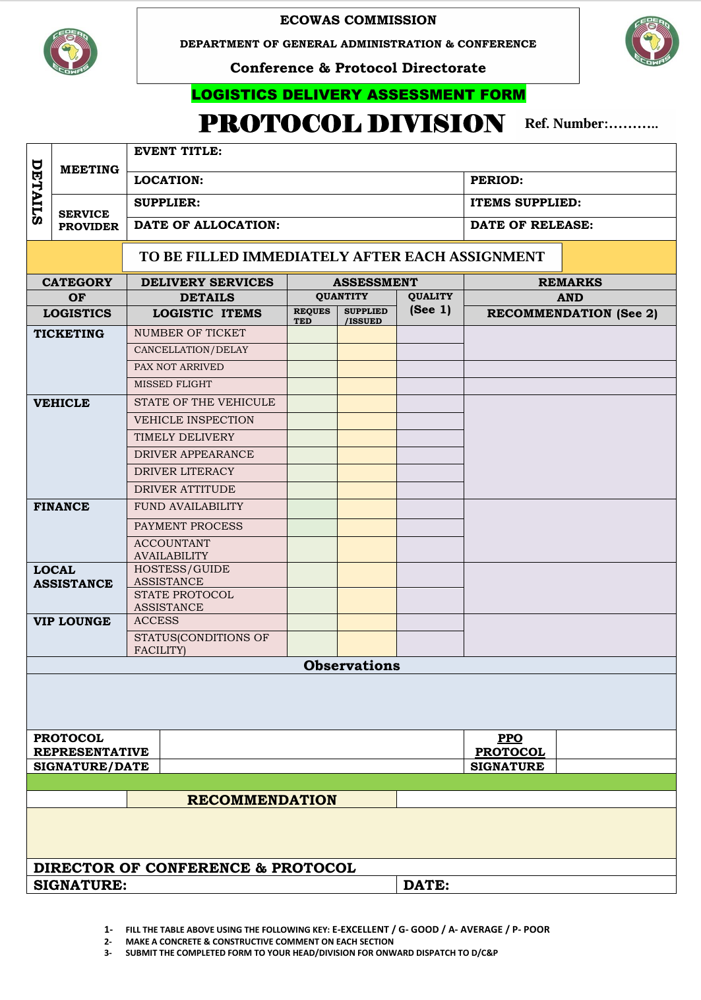 ECOWAS COMMISSION
DEPARTMENT OF GENERAL ADMINISTRATION & CONFERENCE
Conference & Protocol Directorate
CEDEAO
ECOWAS
CEDEAO
ECOWAS
LOGISTICS DELIVERY ASSESSMENT FORM
PROTOCOL DIVISION
Ref. Number:………..
DETAILS
MEETING
EVENT TITLE:
LOCATION:
PERIOD:
SERVICE
PROVIDER
SUPPLIER:
ITEMS SUPPLIED:
DATE OF ALLOCATION:
DATE OF RELEASE:
TO BE FILLED IMMEDIATELY AFTER EACH ASSIGNMENT
CATEGORY
OF
LOGISTICS
DELIVERY SERVICES
DETAILS
LOGISTIC ITEMS
ASSESSMENT
QUANTITY
REQUES
TED
SUPPLIED
/ISSUED
QUALITY
(See 1)
REMARKS
AND
RECOMMENDATION (See 2)
TICKETING
NUMBER OF TICKET
CANCELLATION/DELAY
PAX NOT ARRIVED
MISSED FLIGHT
VEHICLE
STATE OF THE VEHICULE
VEHICLE INSPECTION
TIMELY DELIVERY
DRIVER APPEARANCE
DRIVER LITERACY
DRIVER ATTITUDE
FINANCE
FUND AVAILABILITY
PAYMENT PROCESS
ACCOUNTANT
AVAILABILITY
LOCAL
ASSISTANCE
HOSTESS/GUIDE
ASSISTANCE
STATE PROTOCOL
ASSISTANCE
VIP LOUNGE
ACCESS
STATUS(CONDITIONS OF
FACILITY)
Observations
PROTOCOL
REPRESENTATIVE
PPO
PROTOCOL
SIGNATURE/DATE
SIGNATURE
RECOMMENDATION
DIRECTOR OF CONFERENCE & PROTOCOL
SIGNATURE:
DATE:
1- FILL THE TABLE ABOVE USING THE FOLLOWING KEY: E-EXCELLENT / G- GOOD / A- AVERAGE / P- POOR
2- MAKE A CONCRETE & CONSTRUCTIVE COMMENT ON EACH SECTION
3- SUBMIT THE COMPLETED FORM TO YOUR HEAD/DIVISION FOR ONWARD DISPATCH TO D/C&P